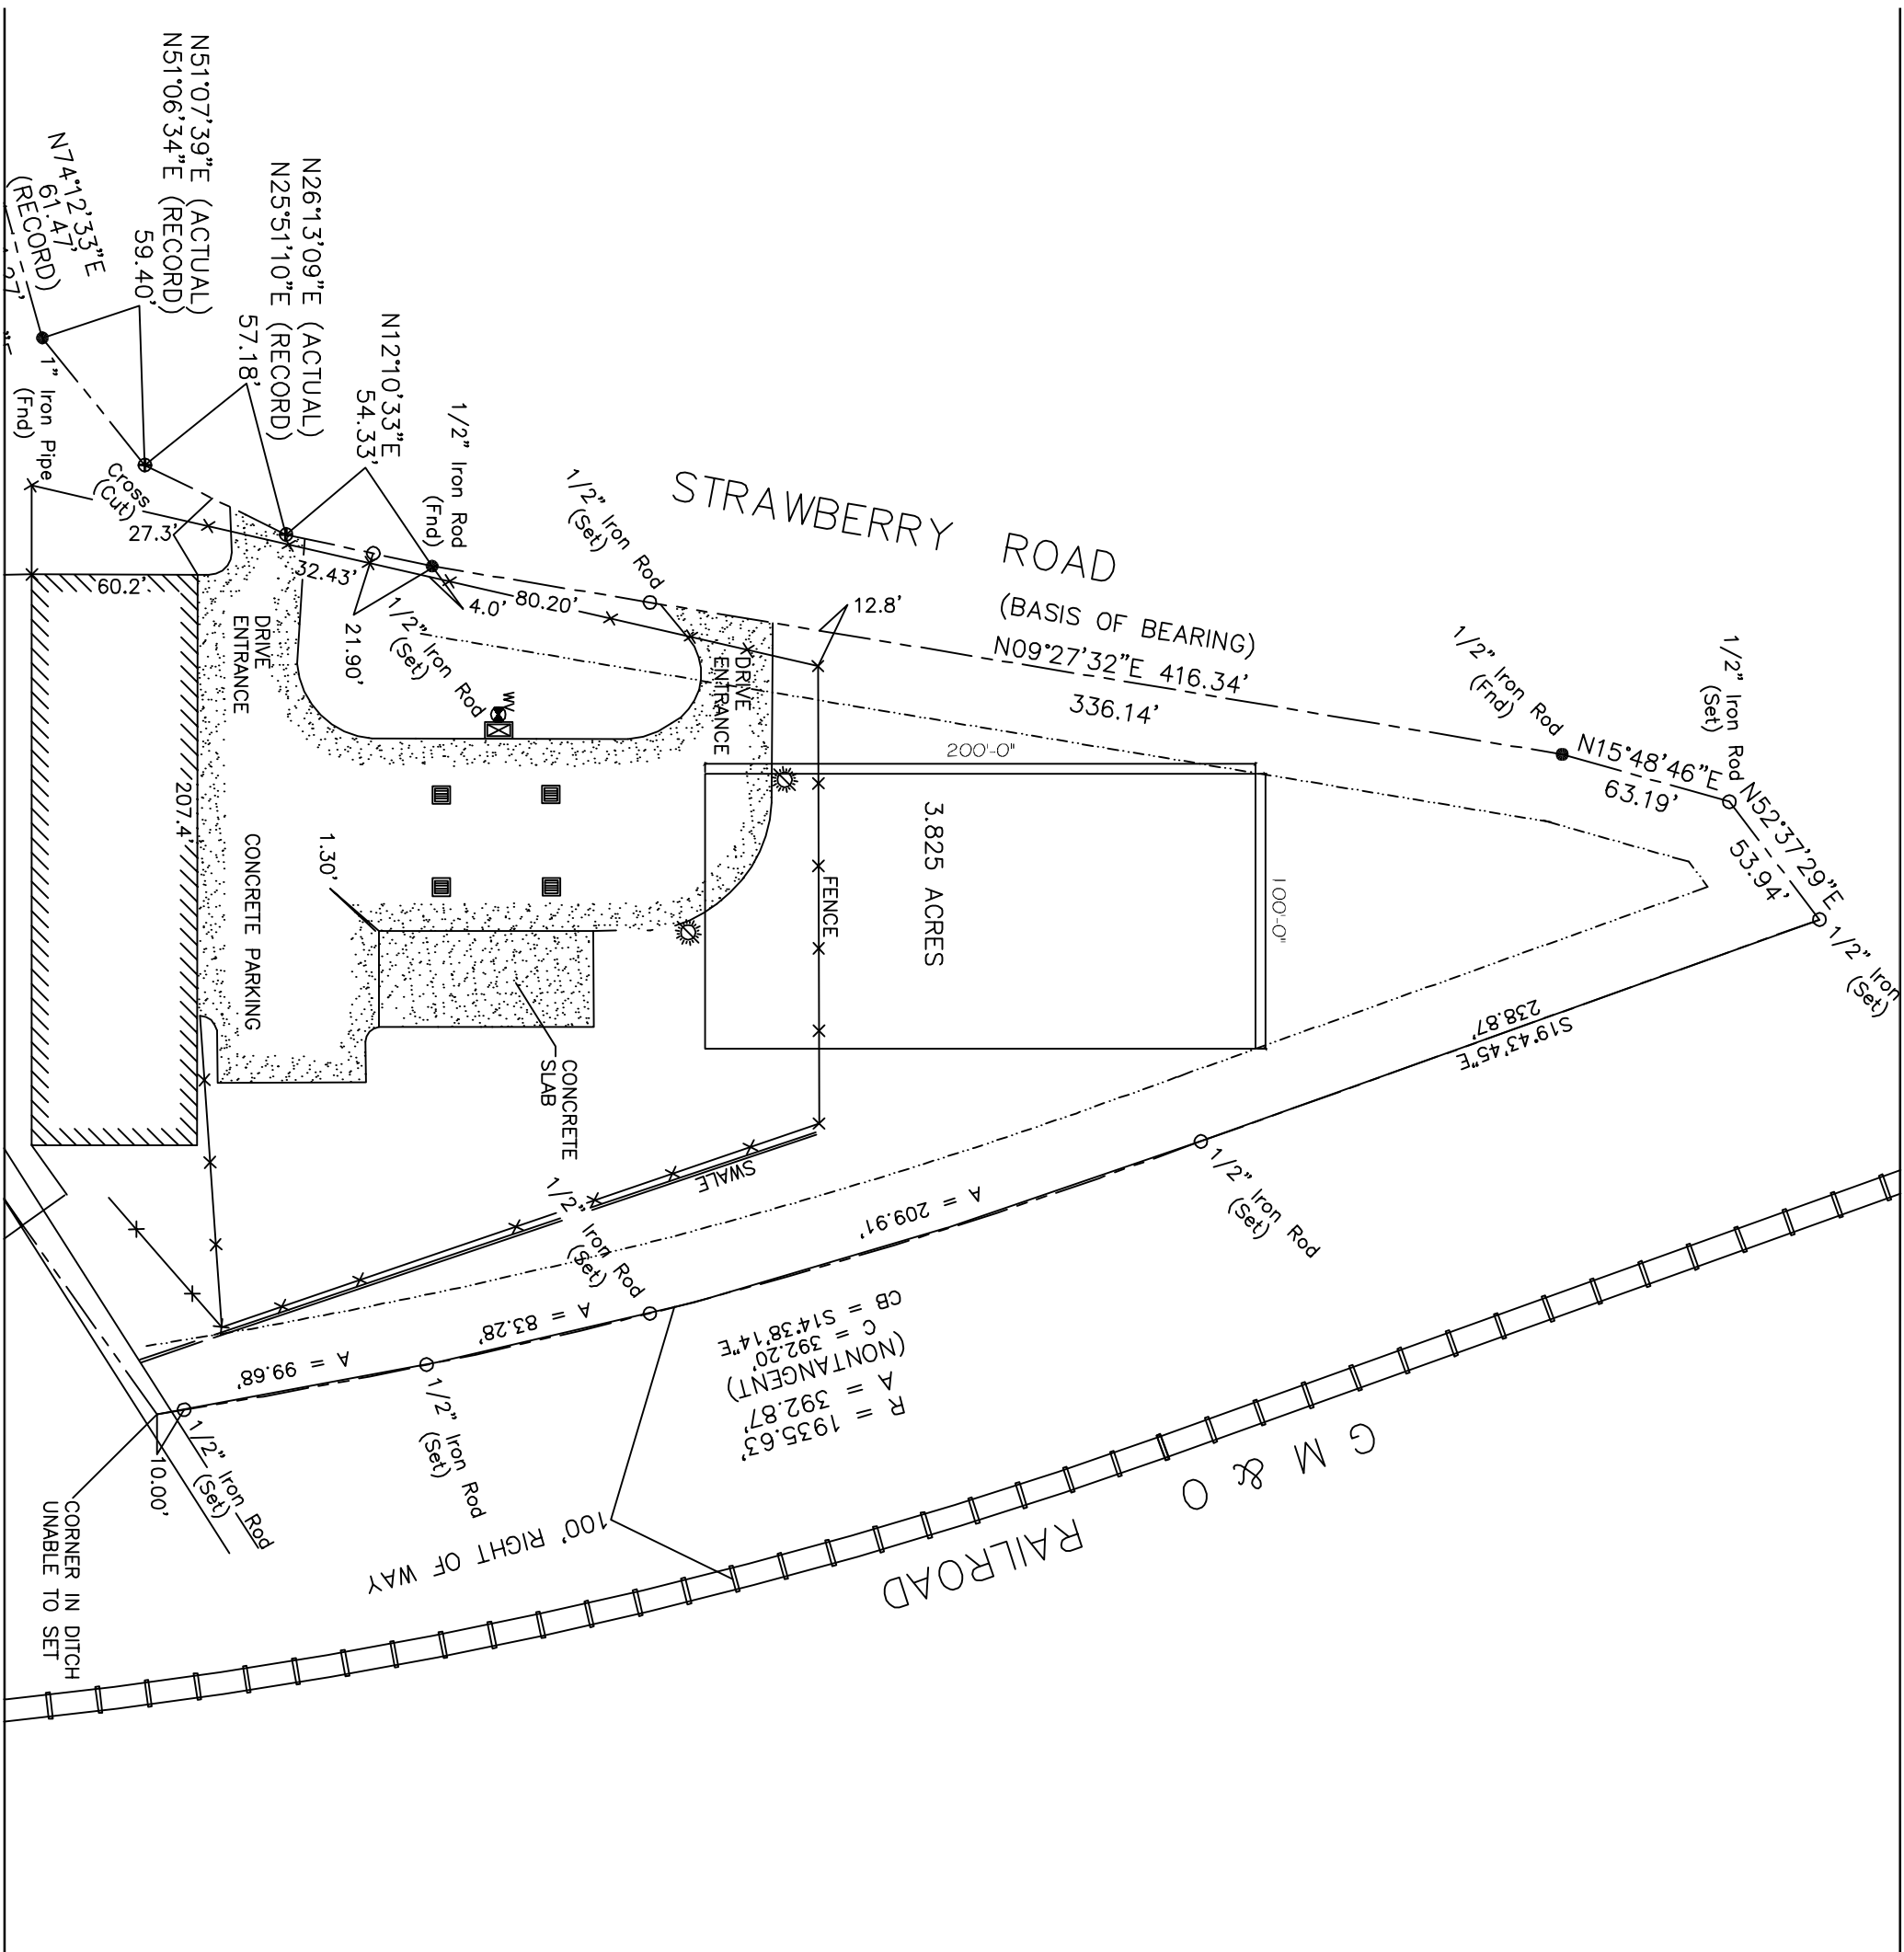 N51°07'39"E (ACTUAL)
N51°06'34"E (RECORD)
59.40'
N74°12'33"E
61.47'
(RECORD)
1" Iron Pipe
(Fnd)
N26°13'09"E (ACTUAL)
N25°51'10"E (RECORD)
57.18'
N12°10'33"E
54.33'
1/2" Iron Rod
(Fnd)
Cross
(Cut)
27.3'
60.2'
32.43'
21.90'
4.0'
80.20'
1/2" Iron Rod
(Set)
1/2" Iron Rod
(Set)
12.8'
STRAWBERRY ROAD
(BASIS OF BEARING)
N09°27'32"E 416.34'
336.14'
1/2" Iron Rod
(Fnd)
N15°48'46"E
63.19'
1/2" Iron Rod
(Set)
N52°37'29"E
53.94'
1/2" Iron
(Set)
DRIVE
ENTRANCE
DRIVE
ENTRANCE
WV
200'-0"
100'-0"
3.825 ACRES
FENCE
207.4'
CONCRETE PARKING
1.30'
CONCRETE
SLAB
SWALE
S19°43'45"E
238.87'
1/2" Iron Rod
(Set)
A = 209.91'
1/2" Iron Rod
(Set)
A = 83.28'
A = 99.68'
1/2" Iron Rod
(Set)
1/2" Iron Rod
(Set)
10.00'
CORNER IN DITCH
UNABLE TO SET
R = 1935.63'
A = 392.87'
(NONTANGENT)
C = 392.20'
CB = S14°38'14"E
100' RIGHT OF WAY
G M & O
RAILROAD